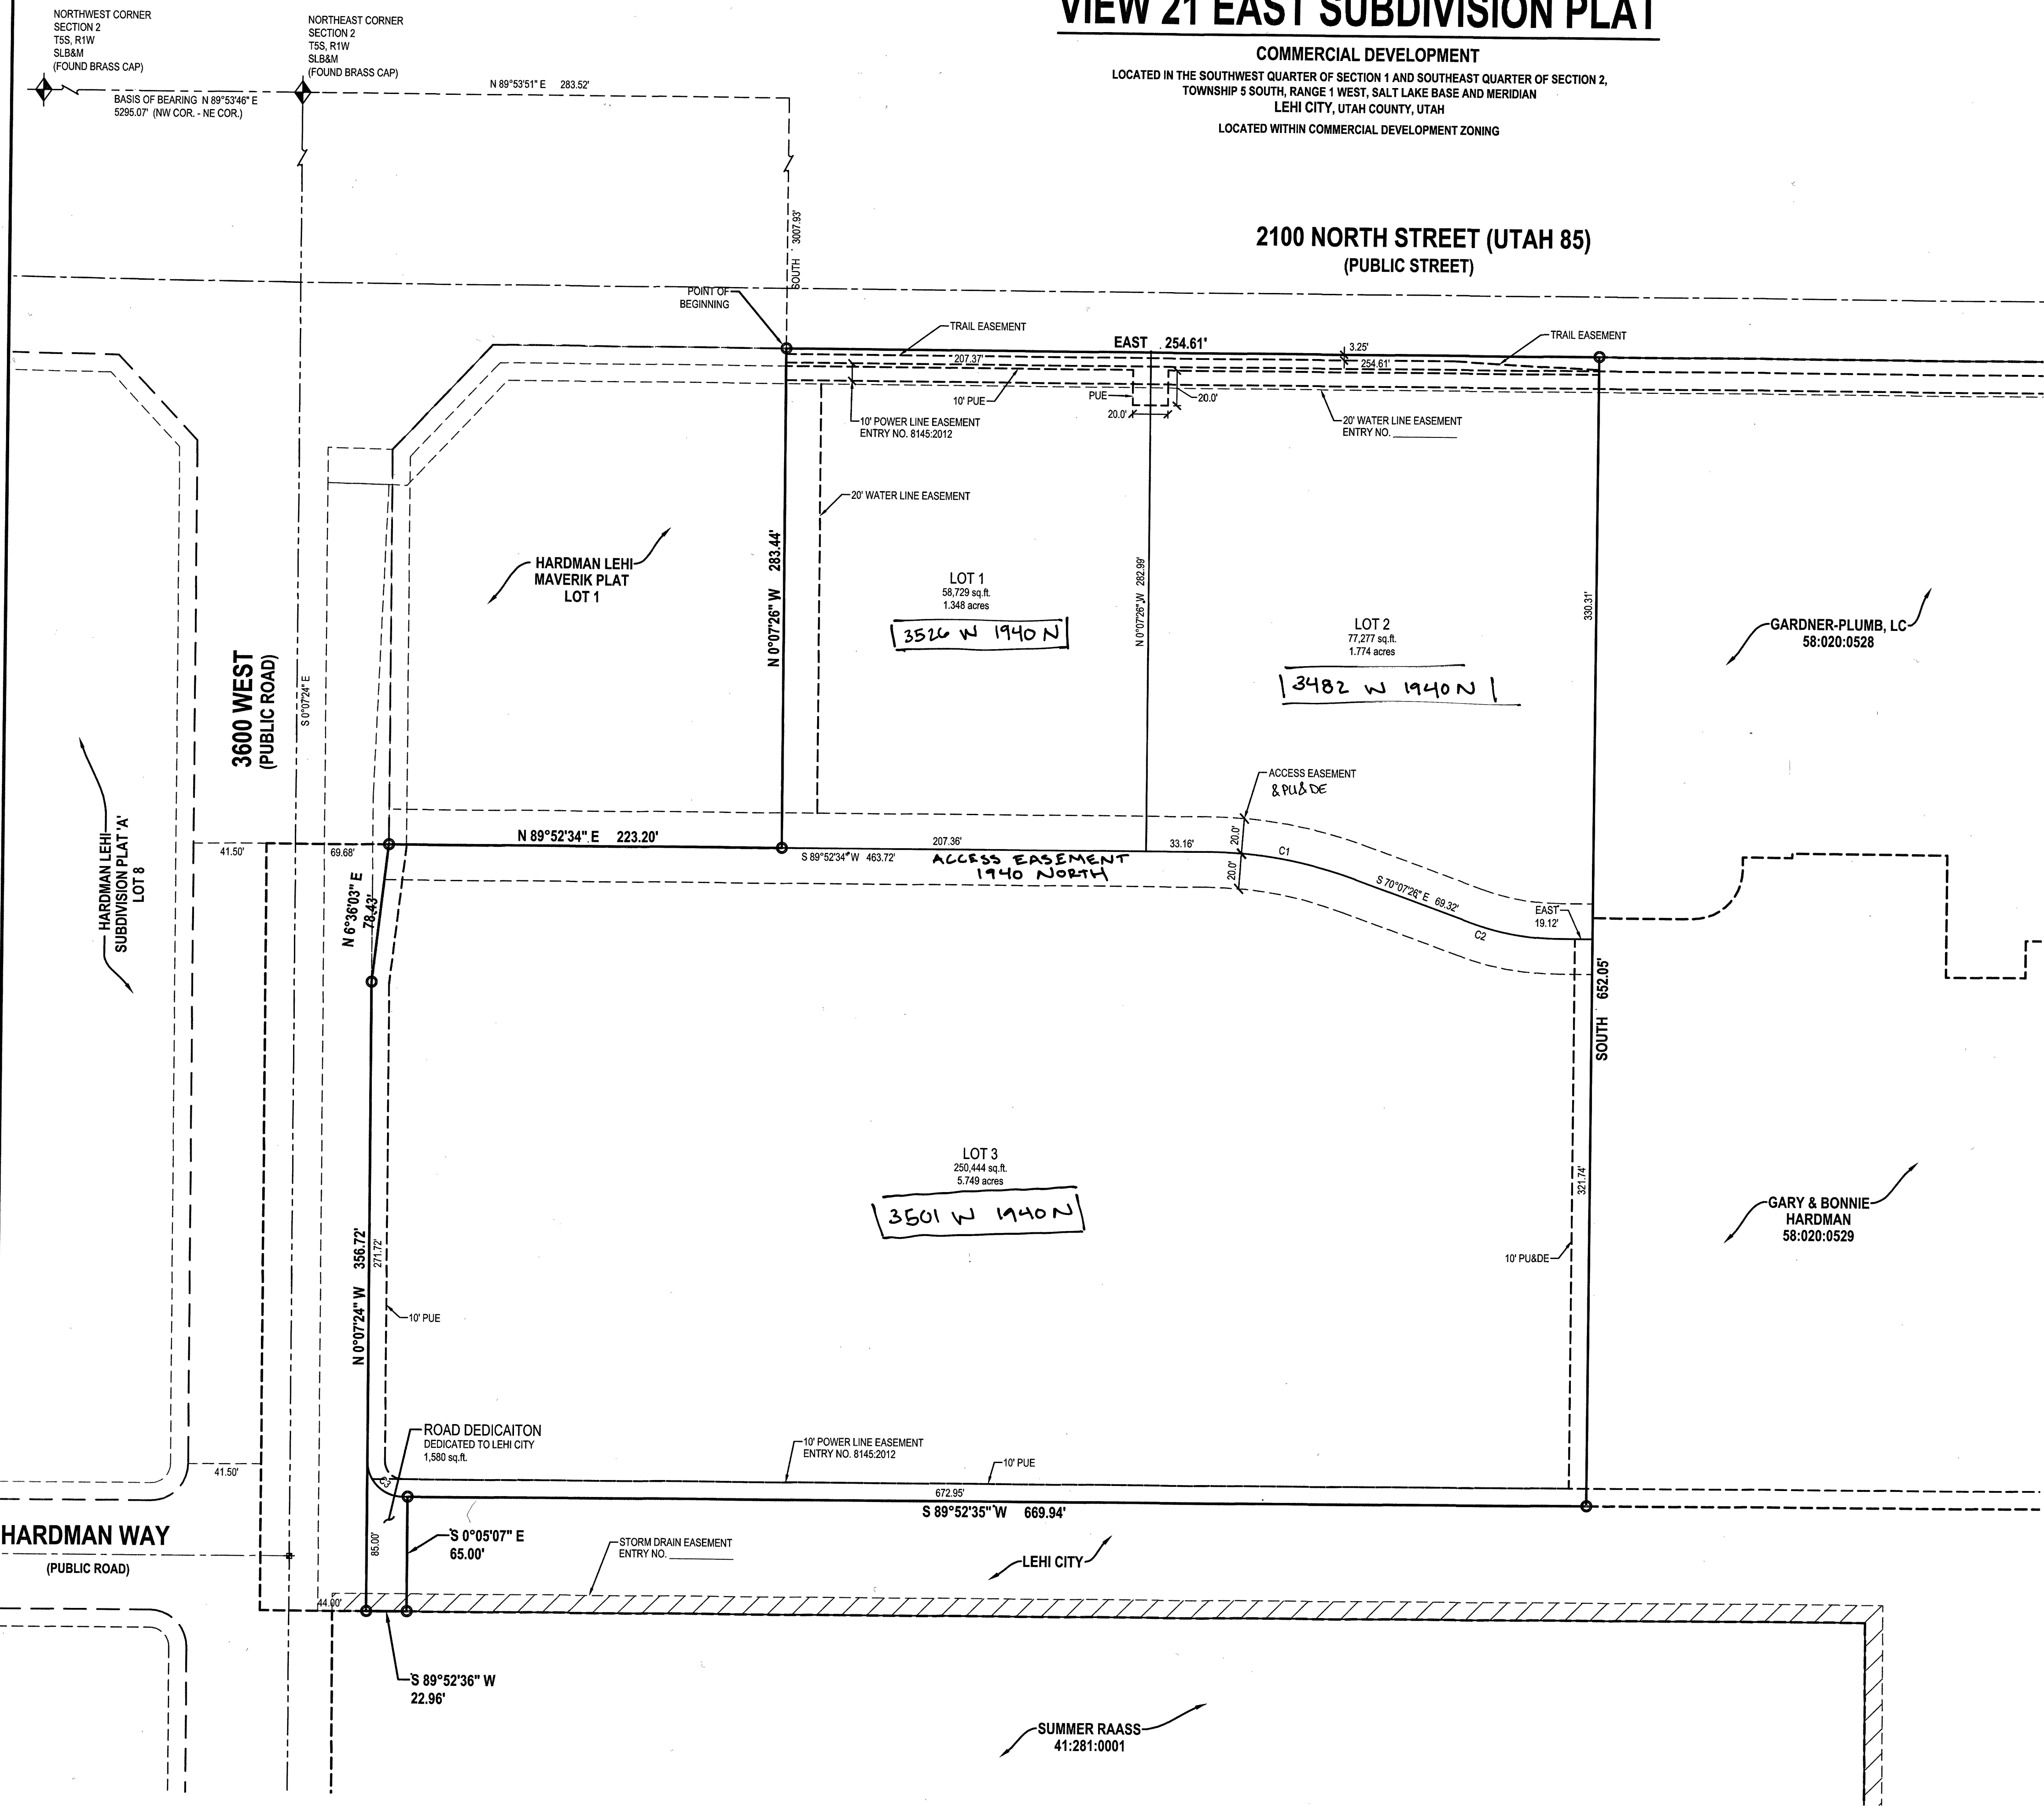 VIEW 21 EAST SUBDIVISION PLAT
COMMERCIAL DEVELOPMENT
LOCATED IN THE SOUTHWEST QUARTER OF SECTION 1 AND SOUTHEAST QUARTER OF SECTION 2,
TOWNSHIP 5 SOUTH, RANGE 1 WEST, SALT LAKE BASE AND MERIDIAN
LEHI CITY, UTAH COUNTY, UTAH
LOCATED WITHIN COMMERCIAL DEVELOPMENT ZONING
NORTHWEST CORNER
SECTION 2
T5S, R1W
SLB&M
(FOUND BRASS CAP)
NORTHEAST CORNER
SECTION 2
T5S, R1W
SLB&M
(FOUND BRASS CAP)
N 89°53'51" E 283.52'
BASIS OF BEARING N 89°53'46" E
5295.07' (NW COR. - NE COR.)
SOUTH 3007.93'
2100 NORTH STREET (UTAH 85)
(PUBLIC STREET)
POINT OF
BEGINNING
TRAIL EASEMENT
EAST 254.61'
3.25'
TRAIL EASEMENT
207.37'
254.61'
10' PUE
PUE
20.0'
20.0'
10' POWER LINE EASEMENT
ENTRY NO. 8145:2012
20' WATER LINE EASEMENT
ENTRY NO. ____________
20' WATER LINE EASEMENT
HARDMAN LEHI
MAVERIK PLAT
LOT 1
N 0°07'26" W 283.44'
LOT 1
58,729 sq.ft.
1.348 acres
3526 W 1940 N
N 0°07'26" W 282.99'
LOT 2
77,277 sq.ft.
1.774 acres
3482 W 1940 N
330.31'
GARDNER-PLUMB, LC
58:020:0528
3600 WEST
(PUBLIC ROAD)
S 0°07'24" E
HARDMAN LEHI
SUBDIVISION PLAT 'A'
LOT 8
ACCESS EASEMENT
& PU&DE
41.50'
69.68'
N 89°52'34" E 223.20'
207.36'
33.16'
20.0'
20.0'
C1
S 89°52'34" W 463.72'
ACCESS EASEMENT
1940 NORTH
S 70°07'26" E 69.32'
C2
EAST
19.12'
N 6°36'03" E
78.43'
SOUTH 652.05'
LOT 3
250,444 sq.ft.
5.749 acres
3501 W 1940 N
321.74'
GARY & BONNIE
HARDMAN
58:020:0529
10' PU&DE
N 0°07'24" W 356.72'
271.72'
10' PUE
ROAD DEDICAITON
DEDICATED TO LEHI CITY
1,580 sq.ft.
10' POWER LINE EASEMENT
ENTRY NO. 8145:2012
10' PUE
41.50'
C3
672.95'
S 89°52'35" W 669.94'
HARDMAN WAY
(PUBLIC ROAD)
85.00'
S 0°05'07" E
65.00'
STORM DRAIN EASEMENT
ENTRY NO. ____________
LEHI CITY
44.00'
S 89°52'36" W
22.96'
SUMMER RAASS
41:281:0001